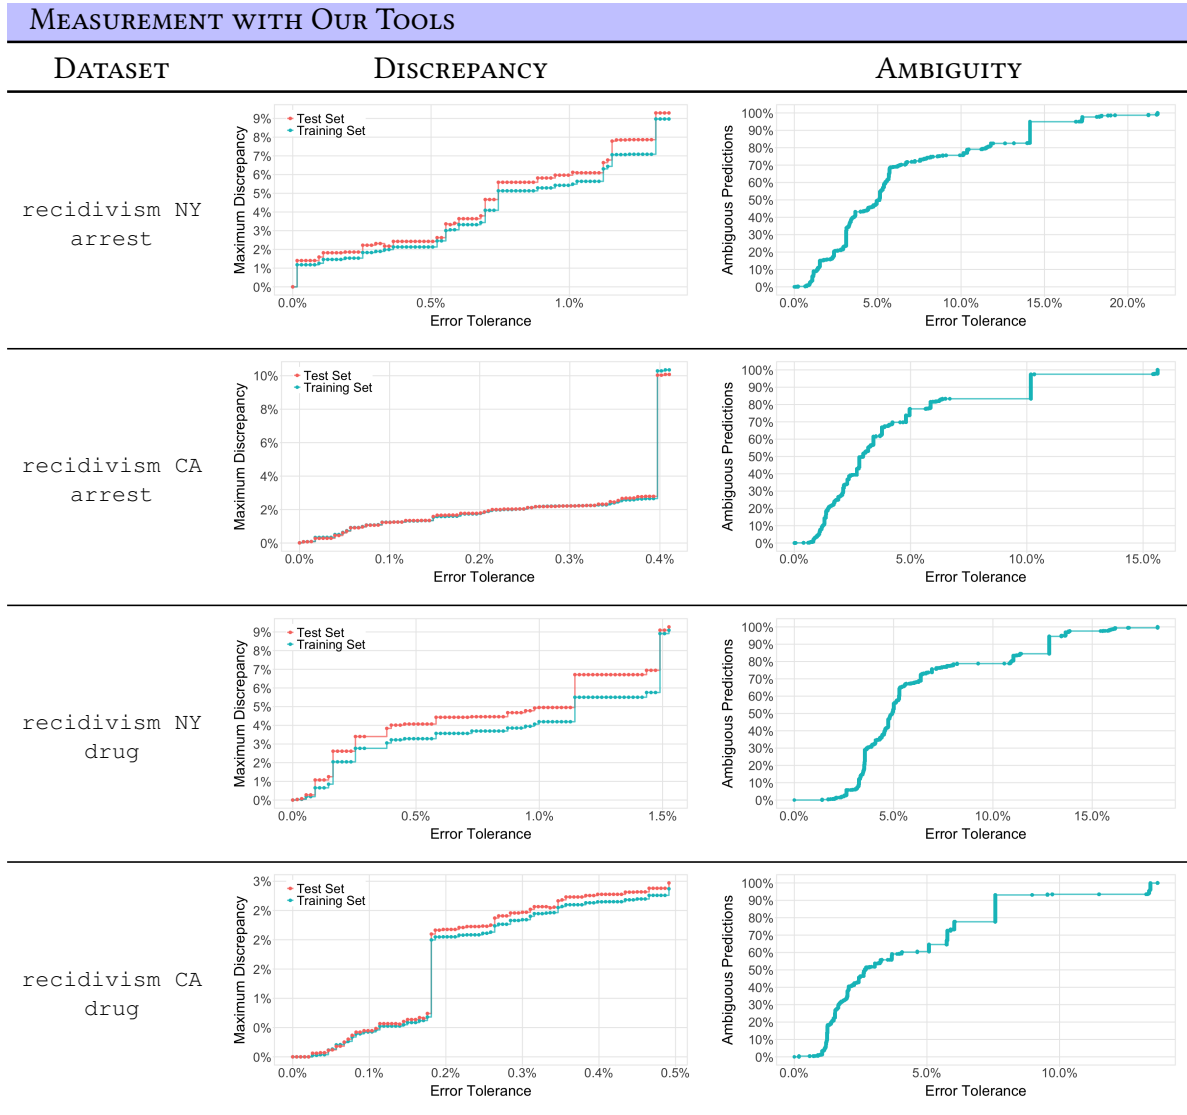 MEASUREMENT WITH OUR TOOLS
DATASET DISCREPANCY AMBIGUITY
recidivism NY
arrest
Maximum Discrepancy
Test Set
Training Set
9%
8%
7%
6%
5%
4%
3%
2%
1%
0%
0.0% 0.5% 1.0%
Error Tolerance
Ambiguous Predictions
100%
90%
80%
70%
60%
50%
40%
30%
20%
10%
0%
0.0% 5.0% 10.0% 15.0% 20.0%
Error Tolerance
recidivism CA
arrest
Maximum Discrepancy
Test Set
Training Set
10%
8%
6%
4%
2%
0%
0.0% 0.1% 0.2% 0.3% 0.4%
Error Tolerance
Ambiguous Predictions
100%
90%
80%
70%
60%
50%
40%
30%
20%
10%
0%
0.0% 5.0% 10.0% 15.0%
Error Tolerance
recidivism NY
drug
Maximum Discrepancy
Test Set
Training Set
9%
8%
7%
6%
5%
4%
3%
2%
1%
0%
0.0% 0.5% 1.0% 1.5%
Error Tolerance
Ambiguous Predictions
100%
90%
80%
70%
60%
50%
40%
30%
20%
10%
0%
0.0% 5.0% 10.0% 15.0%
Error Tolerance
recidivism CA
drug
Maximum Discrepancy
Test Set
Training Set
3%
2%
2%
2%
1%
0%
0%
0.0% 0.1% 0.2% 0.3% 0.4% 0.5%
Error Tolerance
Ambiguous Predictions
100%
90%
80%
70%
60%
50%
40%
30%
20%
10%
0%
0.0% 5.0% 10.0%
Error Tolerance